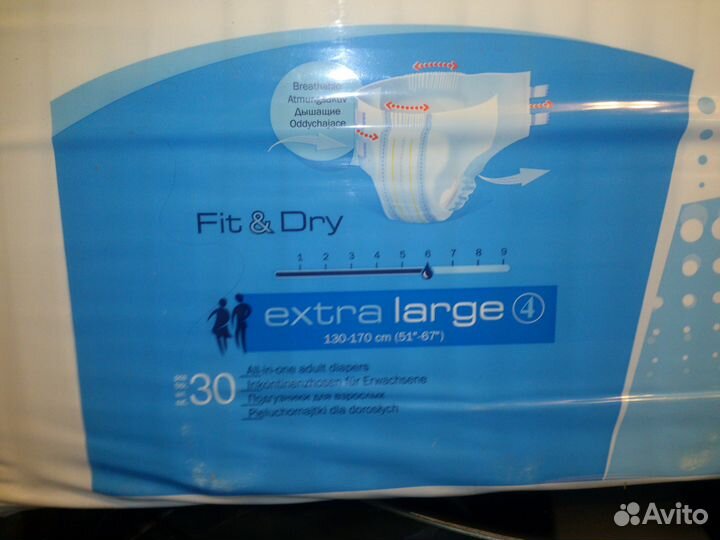 Breathable
Atmungsaktiv
Дышащие
Oddychające
Fit & Dry
1 2 3 4 5 6 7 8 9
extra large 4
130-170 cm (51"-67")
30
All-in-one adult diapers
Inkontinenzhosen für Erwachsene
Подгузники для взрослых
Pieluchomajtki dla dorosłych
Avito